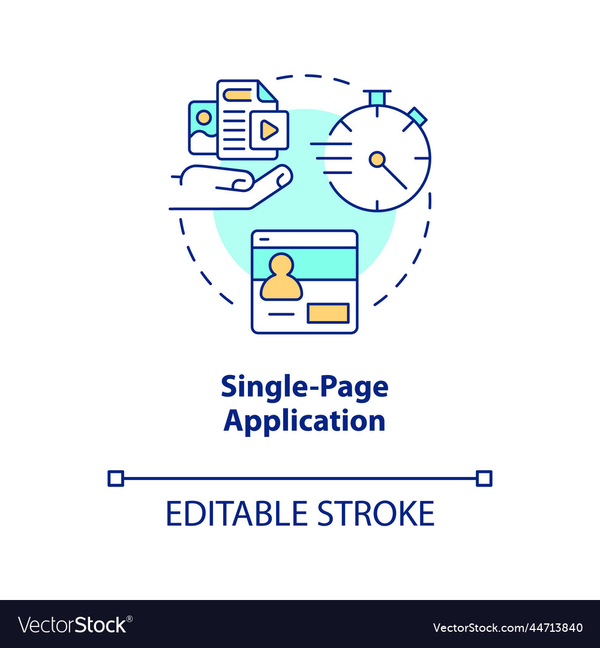 Single-Page
Application
EDITABLE STROKE
VectorStock®
VectorStock.com/44713840